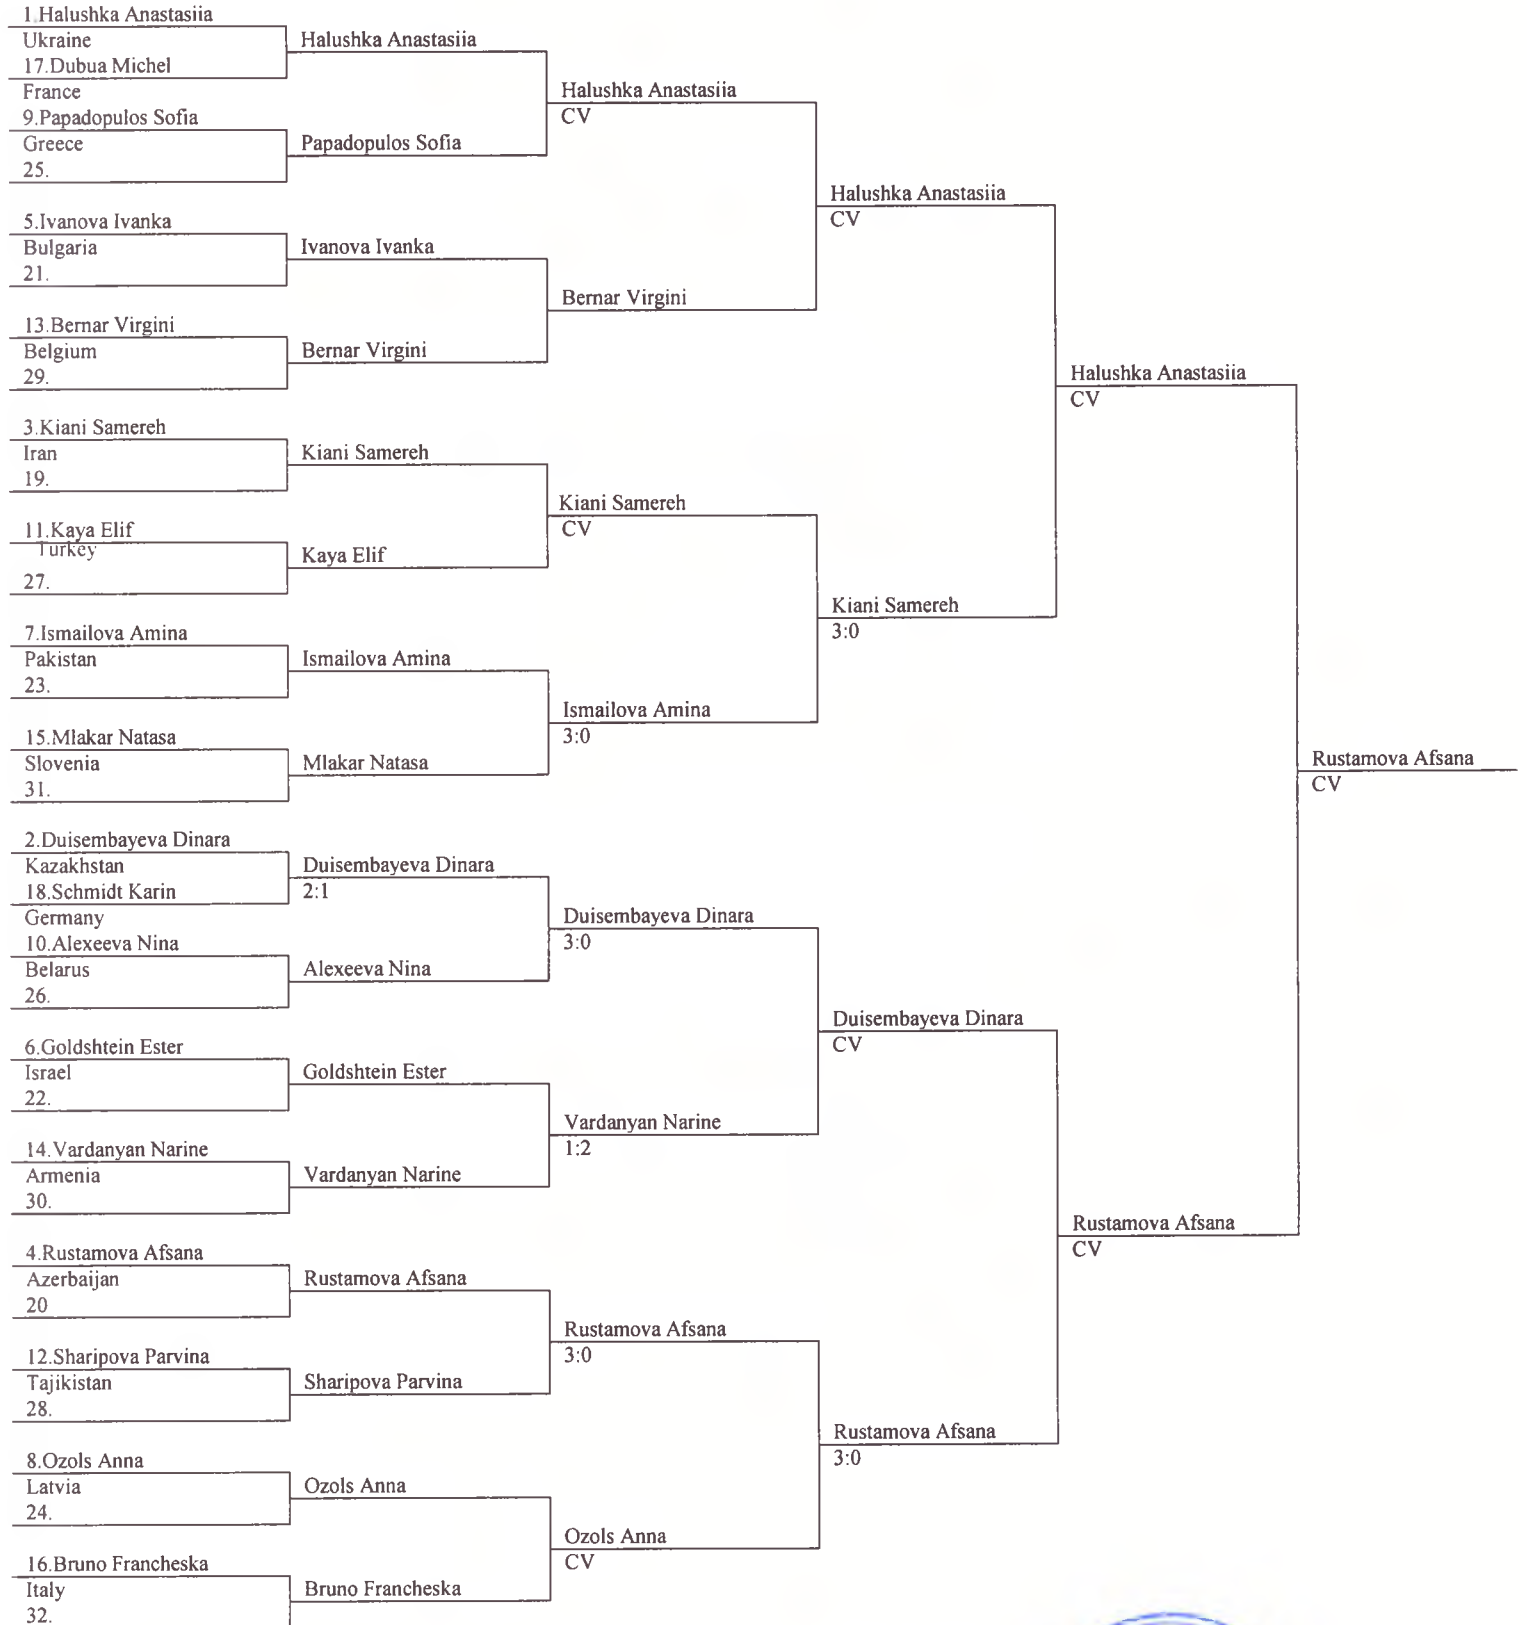 1.Halushka Anastasiia
Ukraine
17.Dubua Michel
France
9.Papadopulos Sofia
Greece
25.
5.Ivanova Ivanka
Bulgaria
21.
13.Bernar Virgini
Belgium
29.
3.Kiani Samereh
Iran
19.
11.Kaya Elif
Turkey
27.
7.Ismailova Amina
Pakistan
23.
15.Mlakar Natasa
Slovenia
31.
2.Duisembayeva Dinara
Kazakhstan
18.Schmidt Karin
Germany
10.Alexeeva Nina
Belarus
26.
6.Goldshtein Ester
Israel
22.
14.Vardanyan Narine
Armenia
30.
4.Rustamova Afsana
Azerbaijan
20
12.Sharipova Parvina
Tajikistan
28.
8.Ozols Anna
Latvia
24.
16.Bruno Francheska
Italy
32.
Halushka Anastasiia
Papadopulos Sofia
Ivanova Ivanka
Bernar Virgini
Kiani Samereh
Kaya Elif
Ismailova Amina
Mlakar Natasa
Duisembayeva Dinara
2:1
Alexeeva Nina
Goldshtein Ester
Vardanyan Narine
Rustamova Afsana
Sharipova Parvina
Ozols Anna
Bruno Francheska
Halushka Anastasiia
CV
Bernar Virgini
Kiani Samereh
CV
Ismailova Amina
3:0
Duisembayeva Dinara
3:0
Vardanyan Narine
1:2
Rustamova Afsana
3:0
Ozols Anna
CV
Halushka Anastasiia
CV
Kiani Samereh
3:0
Duisembayeva Dinara
CV
Rustamova Afsana
3:0
Halushka Anastasiia
CV
Rustamova Afsana
CV
Rustamova Afsana
CV